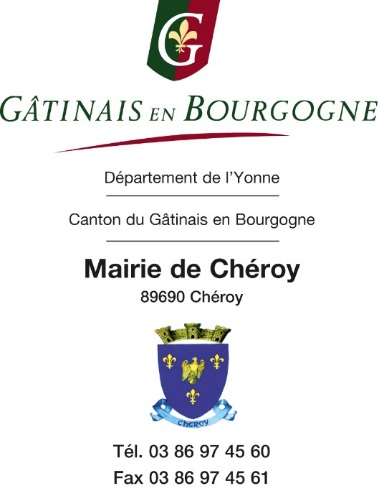 G
GÂTINAIS EN BOURGOGNE
Département de l'Yonne
Canton du Gâtinais en Bourgogne
Mairie de Chéroy
89690 Chéroy
CHEROY
Tél. 03 86 97 45 60
Fax 03 86 97 45 61